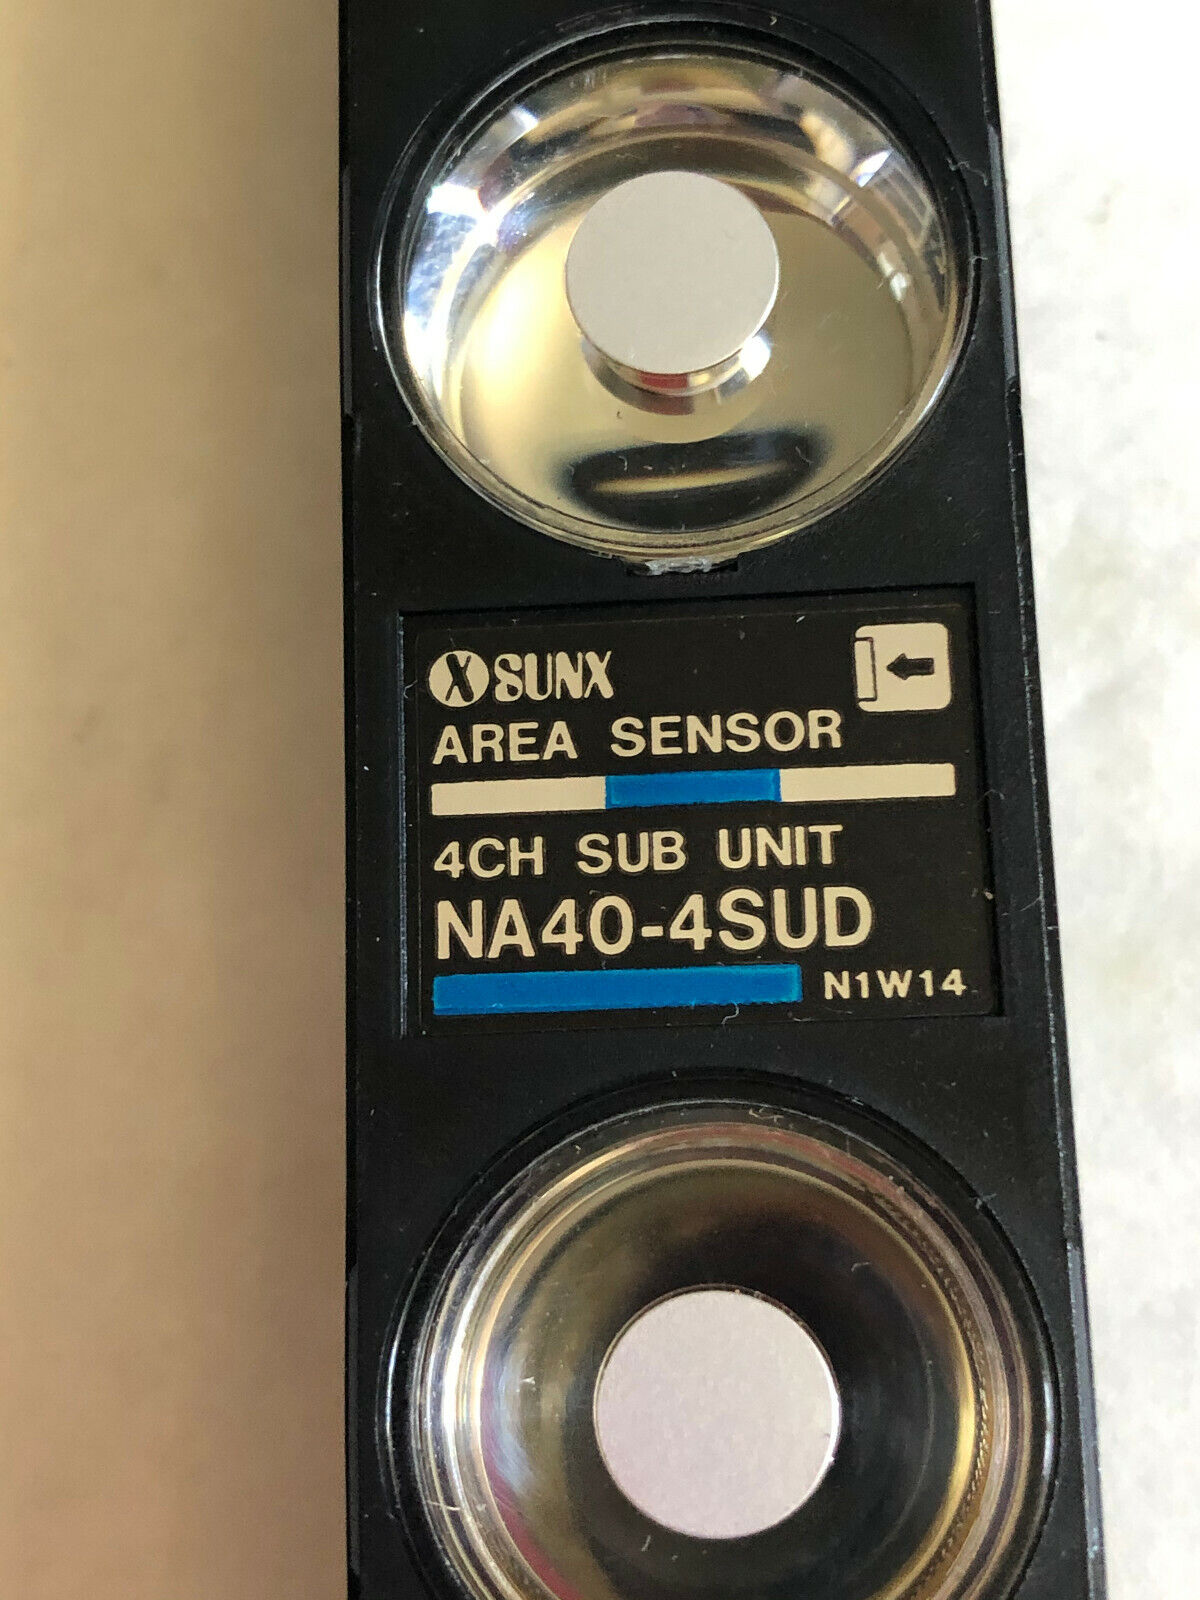 SUNX
AREA SENSOR
4CH SUB UNIT
NA40-4SUD
N1W14